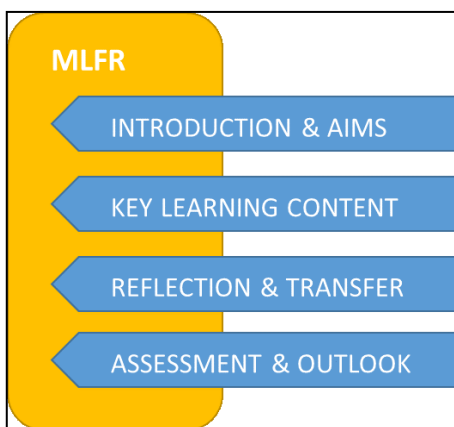 MLFR
INTRODUCTION & AIMS
KEY LEARNING CONTENT
REFLECTION & TRANSFER
ASSESSMENT & OUTLOOK